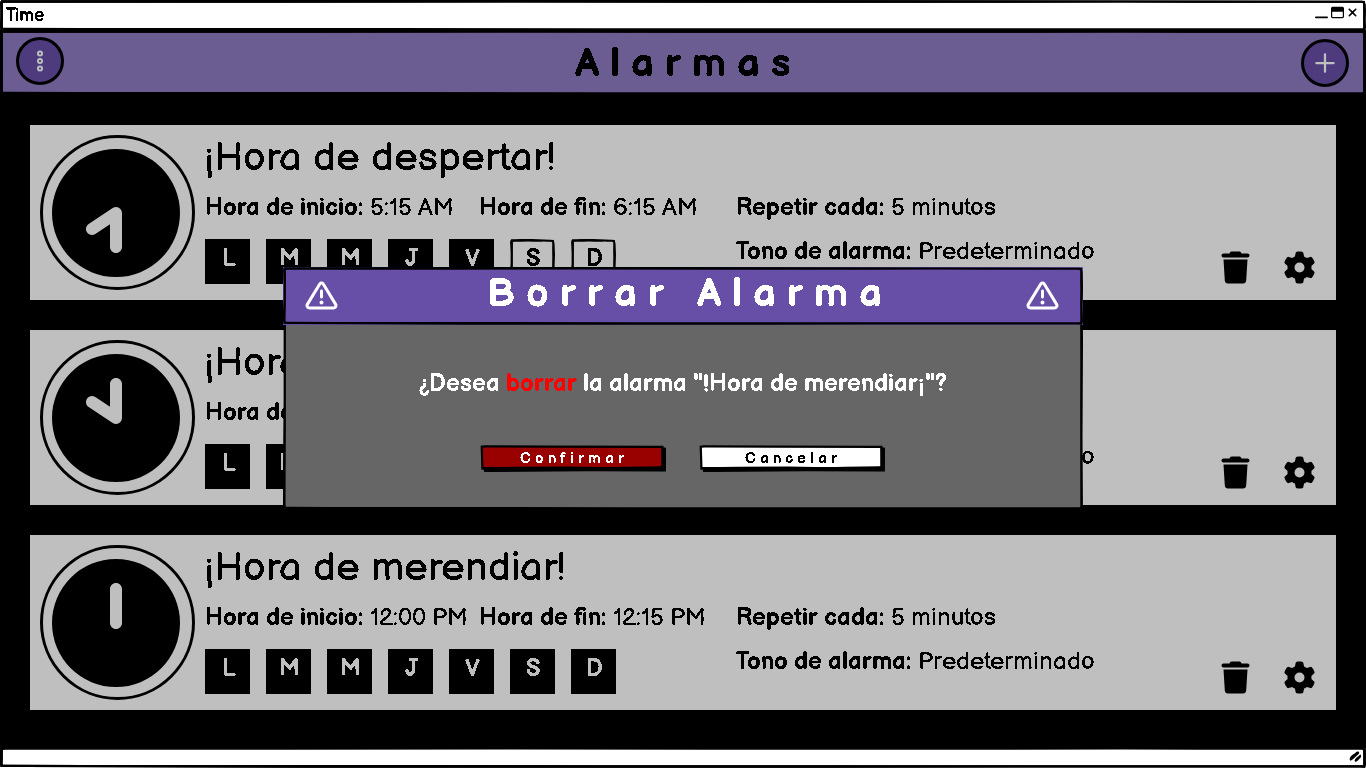 Time
Alarmas
¡Hora de despertar!
Hora de inicio: 5:15 AM Hora de fin: 6:15 AM Repetir cada: 5 minutos
L M M J V S D Tono de alarma: Predeterminado
Borrar Alarma
¿Desea borrar la alarma "!Hora de merendiar¡"?
Confirmar Cancelar
L
¡Hora de merendiar!
Hora de inicio: 12:00 PM Hora de fin: 12:15 PM Repetir cada: 5 minutos
L M M J V S D Tono de alarma: Predeterminado